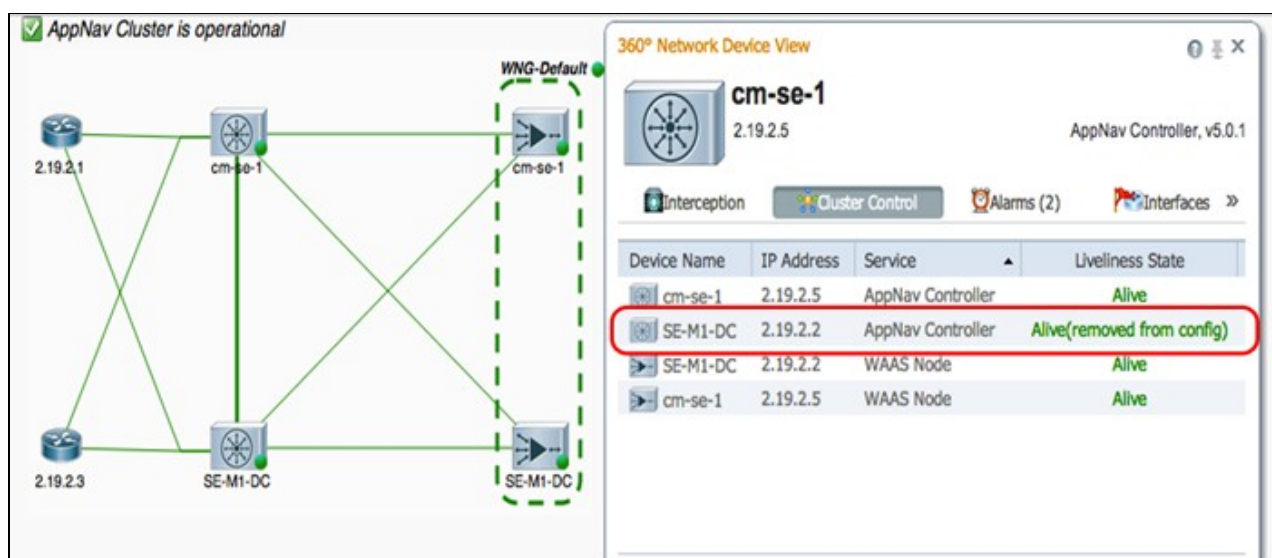 AppNav Cluster is operational
WNG-Default
2.19.2.1
cm-se-1
cm-se-1
2.19.2.3
SE-M1-DC
SE-M1-DC
360° Network Device View
cm-se-1
2.19.2.5 AppNav Controller, v5.0.1
Interception Cluster Control Alarms (2) Interfaces »
Device Name IP Address Service Liveliness State
cm-se-1 2.19.2.5 AppNav Controller Alive
SE-M1-DC 2.19.2.2 AppNav Controller Alive(removed from config)
SE-M1-DC 2.19.2.2 WAAS Node Alive
cm-se-1 2.19.2.5 WAAS Node Alive